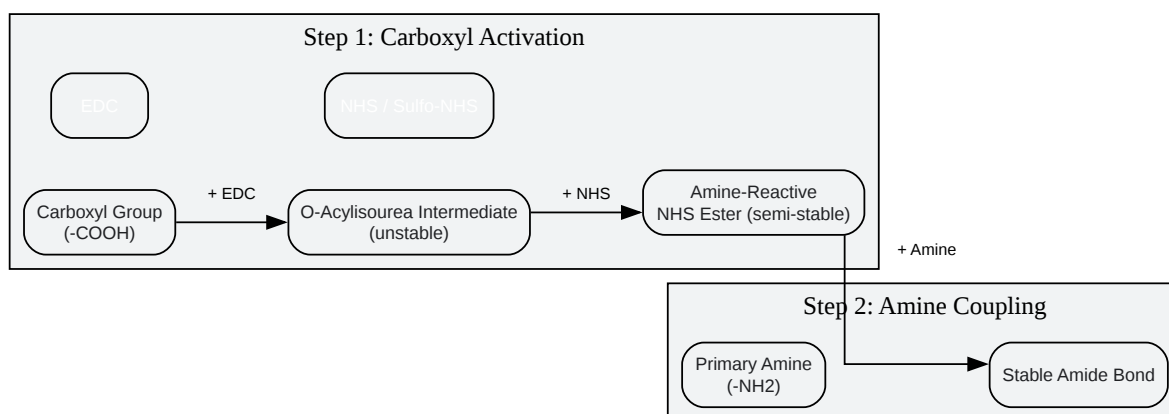 Step 1: Carboxyl Activation
EDC
NHS / Sulfo-NHS
+ EDC
+ NHS
Carboxyl Group
(-COOH)
O-Acylisourea Intermediate
(unstable)
Amine-Reactive
NHS Ester (semi-stable)
+ Amine
Step 2: Amine Coupling
Primary Amine
(-NH2)
Stable Amide Bond